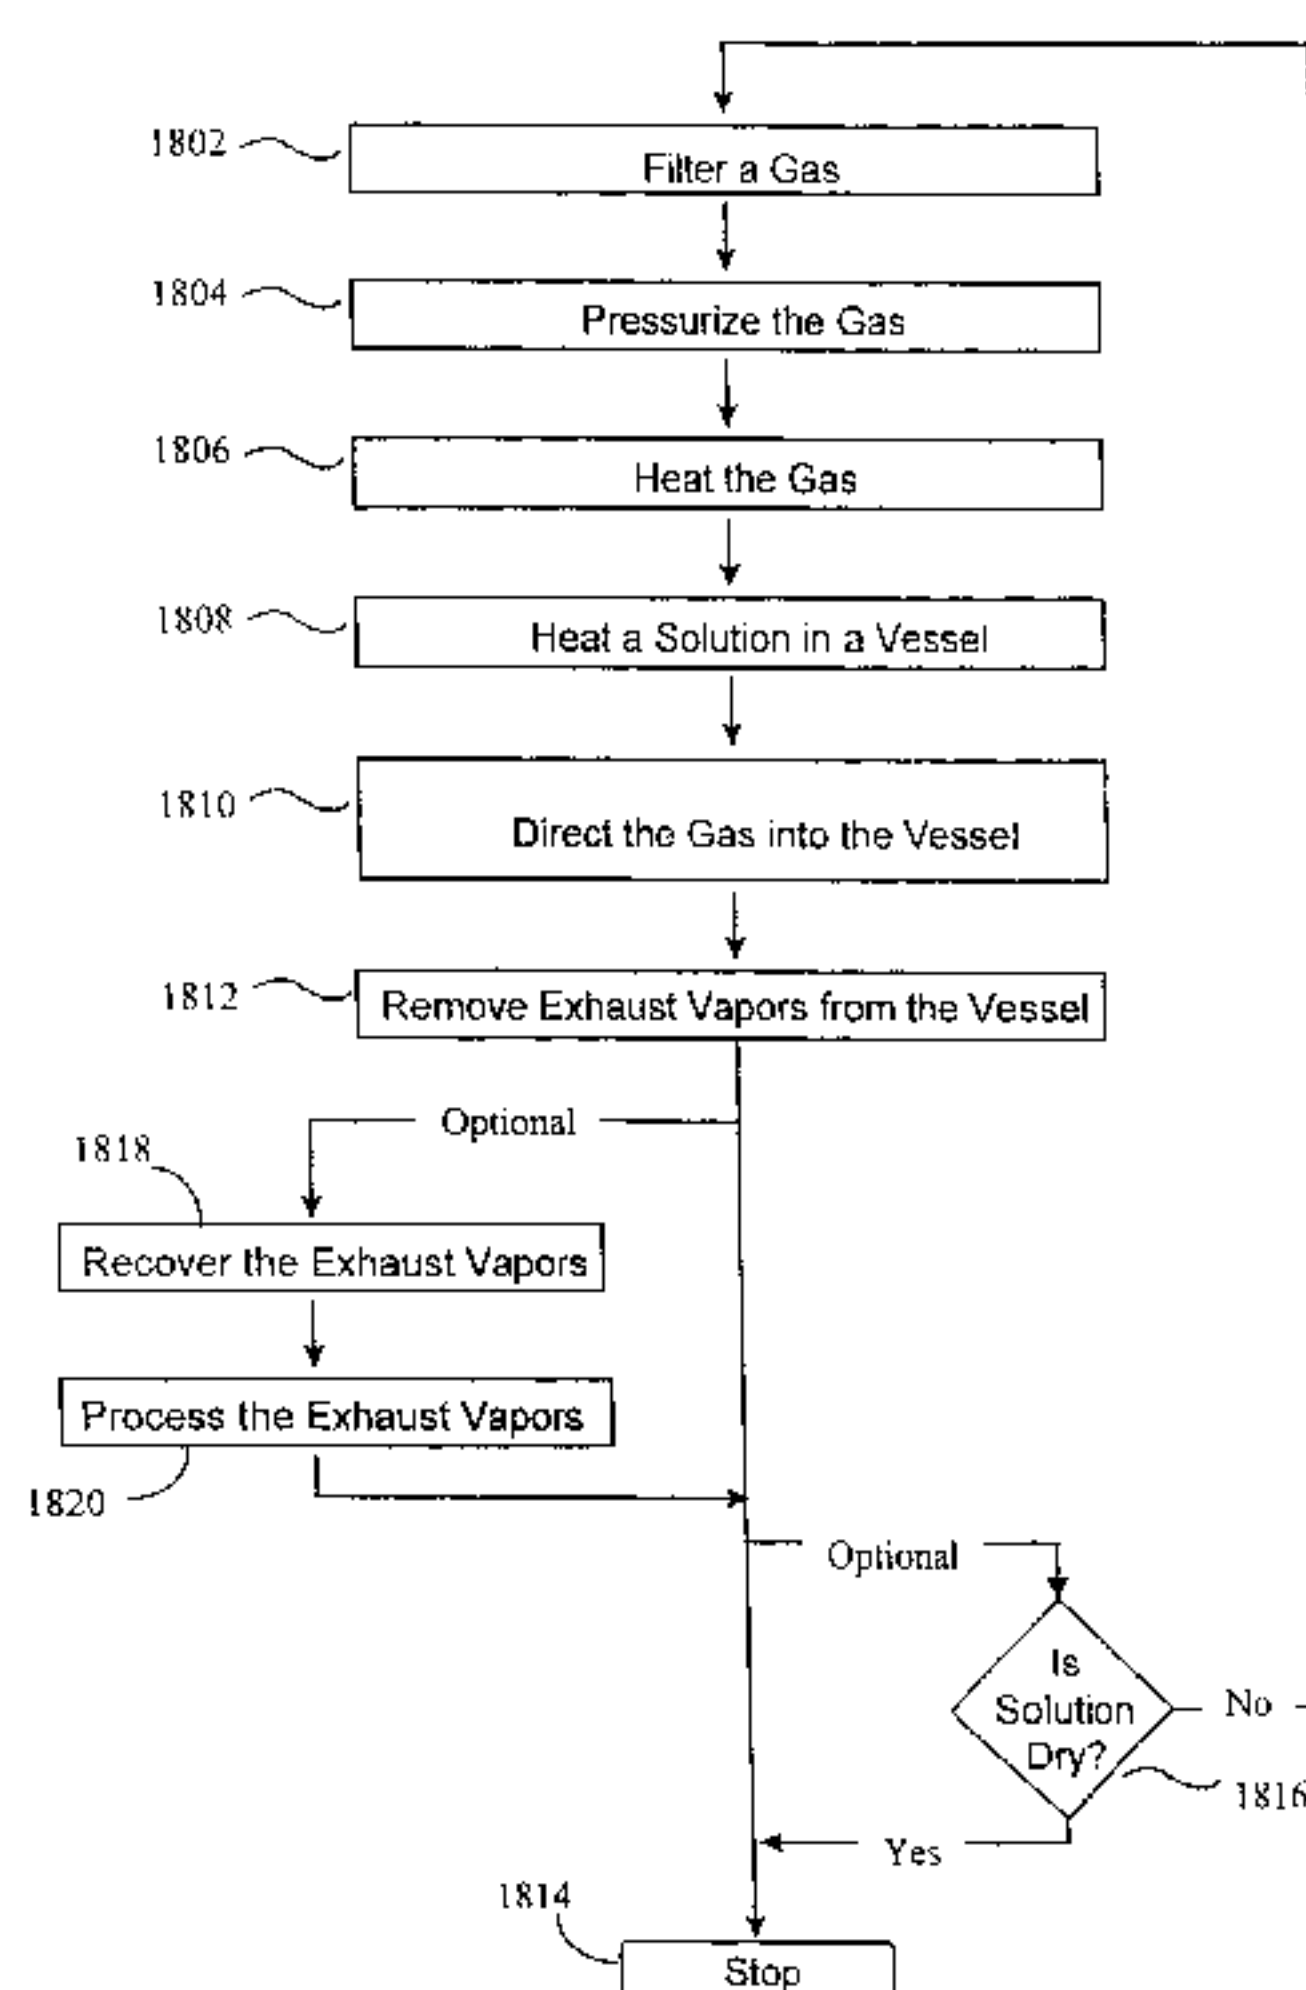 1802
Filter a Gas
1804
Pressurize the Gas
1806
Heat the Gas
1808
Heat a Solution in a Vessel
1810
Direct the Gas into the Vessel
1812
Remove Exhaust Vapors from the Vessel
Optional
1818
Recover the Exhaust Vapors
Process the Exhaust Vapors
1820
Optional
Is
Solution
Dry?
No
1816
Yes
1814
Stop